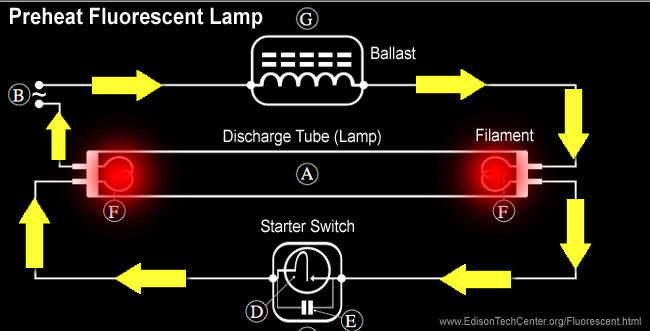 Preheat Fluorescent Lamp
G
Ballast
B
Discharge Tube (Lamp)
Filament
A
F
F
Starter Switch
D
E
www.EdisonTechCenter.org/Fluorescent.html